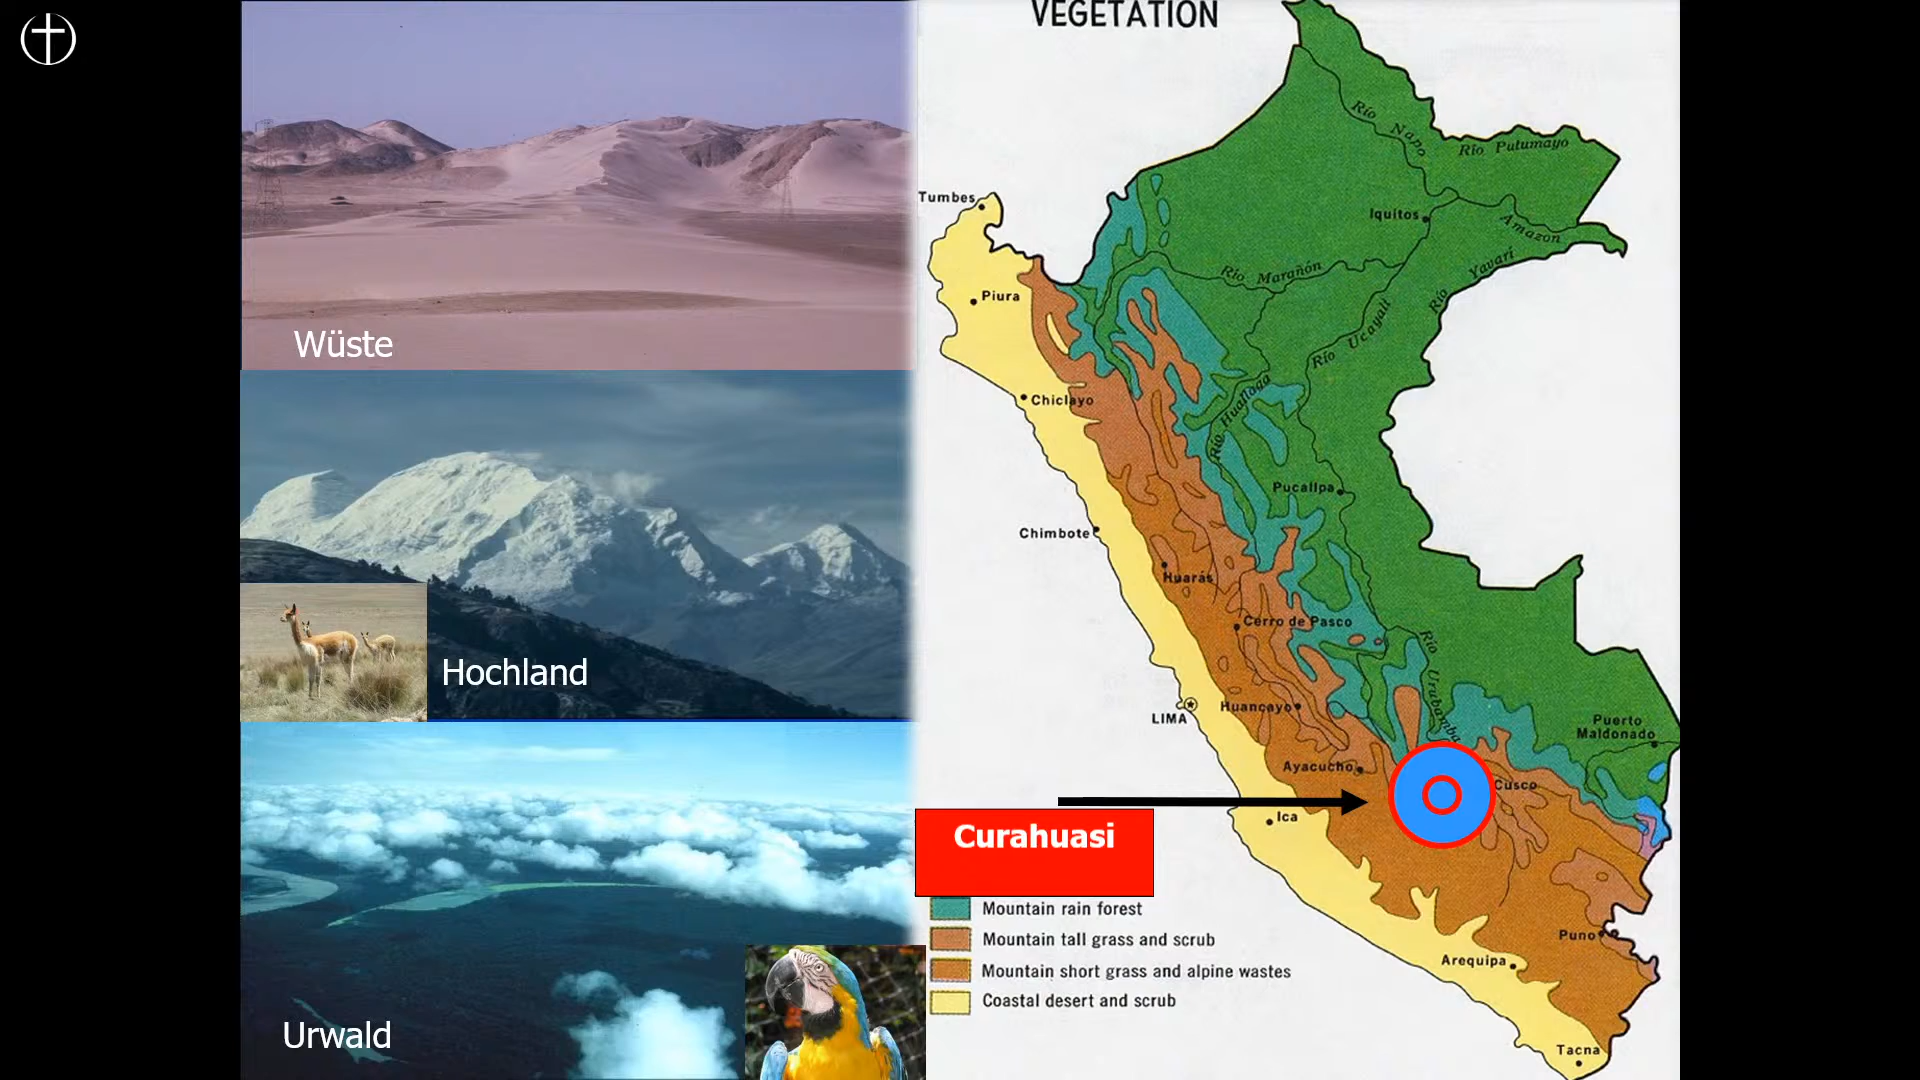 VEGETATION
Wüste
Hochland
Urwald
Río Napo
Río Putumayo
Tumbes
Iquitos
Amazon
Río Yavarí
Río Marañón
Piura
Río Ucayali
Río Huallaga
Chiclayo
Pucallpa
Chimbote
Huarás
Cerro de Pasco
Río Urubamba
LIMA
Huancayo
Puerto
Maldonado
Ayacucho
Cusco
Curahuasi
Ica
Mountain rain forest
Mountain tall grass and scrub
Mountain short grass and alpine wastes
Coastal desert and scrub
Puno
Arequipa
Tacna